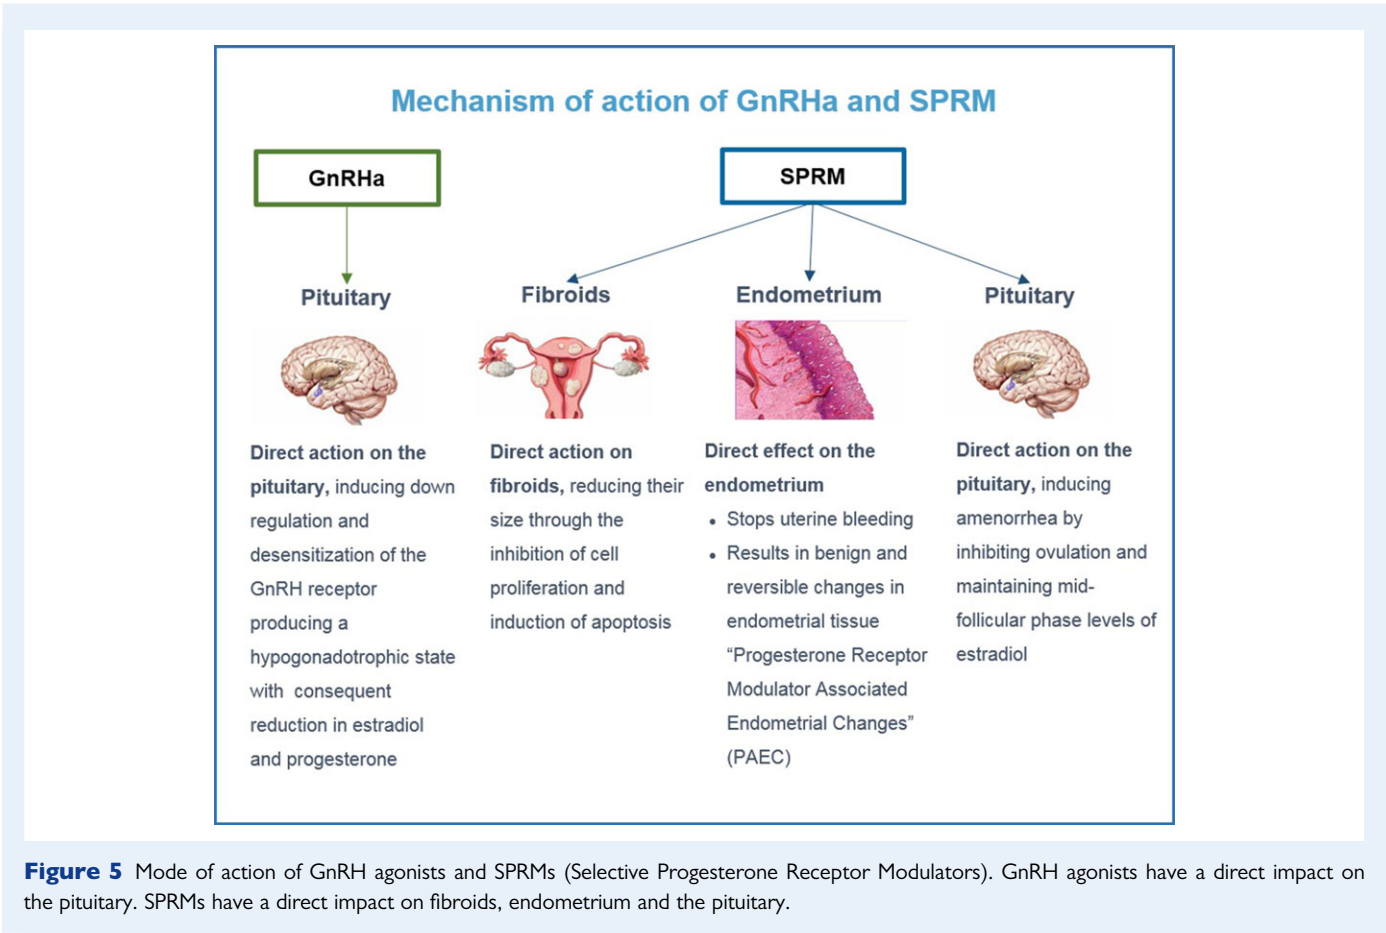 Mechanism of action of GnRHa and SPRM
GnRHa
SPRM
Pituitary
Fibroids
Endometrium
Pituitary
Direct action on the
pituitary, inducing down
regulation and
desensitization of the
GnRH receptor
producing a
hypogonadotrophic state
with consequent
reduction in estradiol
and progesterone
Direct action on
fibroids, reducing their
size through the
inhibition of cell
proliferation and
induction of apoptosis
Direct effect on the
endometrium
• Stops uterine bleeding
• Results in benign and
reversible changes in
endometrial tissue
“Progesterone Receptor
Modulator Associated
Endometrial Changes”
(PAEC)
Direct action on the
pituitary, inducing
amenorrhea by
inhibiting ovulation and
maintaining mid-
follicular phase levels of
estradiol
Figure 5 Mode of action of GnRH agonists and SPRMs (Selective Progesterone Receptor Modulators). GnRH agonists have a direct impact on
the pituitary. SPRMs have a direct impact on fibroids, endometrium and the pituitary.